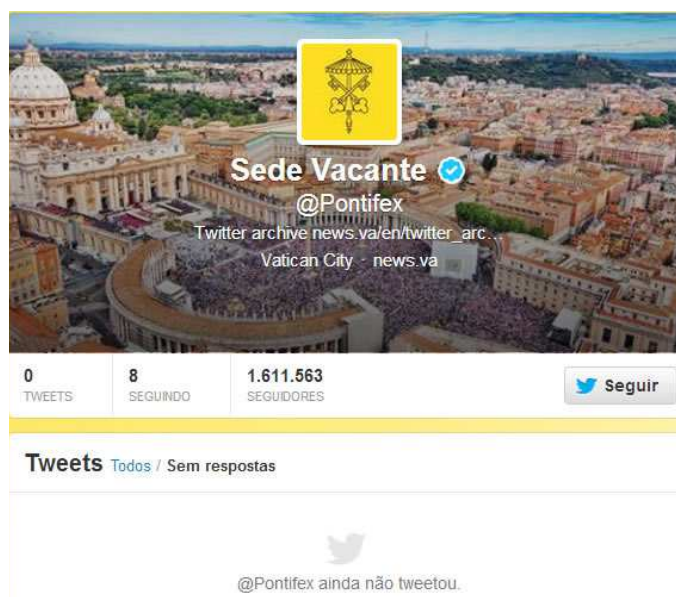 Sede Vacante
@Pontifex
Twitter archive news.va/en/twitter_arc...
Vatican City · news.va
0
TWEETS
8
SEGUINDO
1.611.563
SEGUIDORES
Seguir
Tweets Todos / Sem respostas
@Pontifex ainda não tweetou.